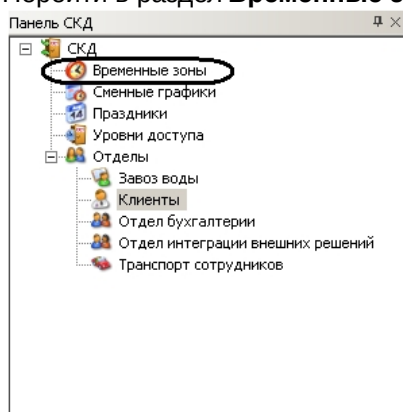 Перейти в раздел Временные з
Панель СКД
СКД
Временные зоны
Сменные графики
Праздники
Уровни доступа
Отделы
Завоз воды
Клиенты
Отдел бухгалтерии
Отдел интеграции внешних решений
Транспорт сотрудников